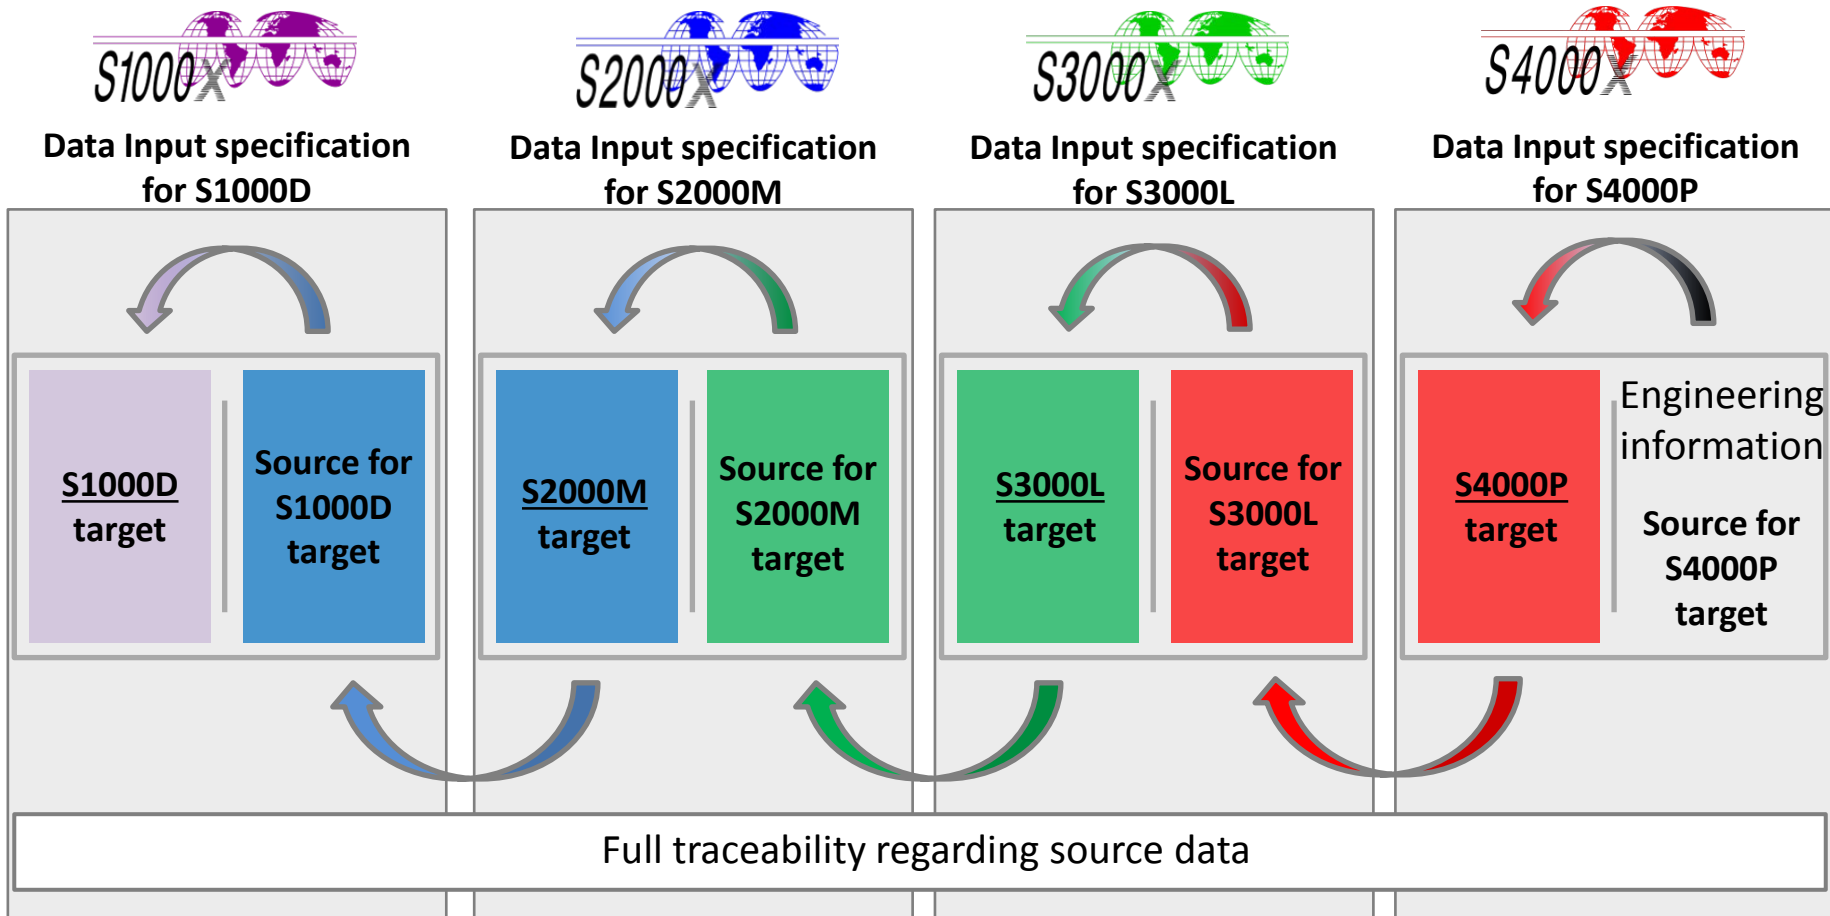 S1000X
S2000X
S3000X
S4000X
Data Input specification
for S1000D
Data Input specification
for S2000M
Data Input specification
for S3000L
Data Input specification
for S4000P
S1000D
target
Source for
S1000D
target
S2000M
target
Source for
S2000M
target
S3000L
target
Source for
S3000L
target
S4000P
target
Engineering
information
Source for
S4000P
target
Full traceability regarding source data